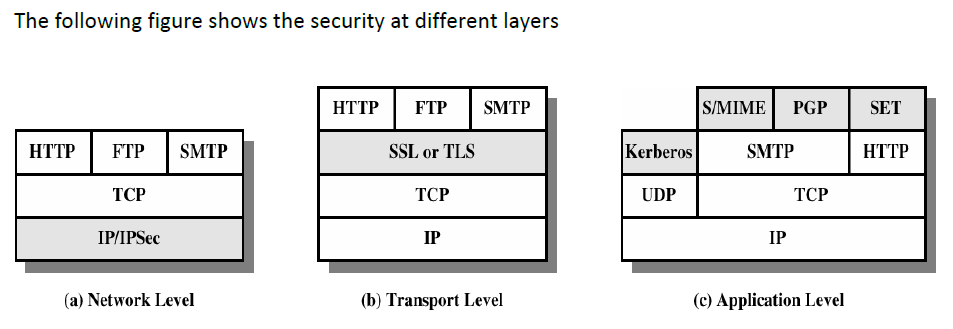 The following figure shows the security at different layers
HTTP FTP SMTP
TCP
IP/IPSec
(a) Network Level
HTTP FTP SMTP
SSL or TLS
TCP
IP
(b) Transport Level
S/MIME PGP SET
Kerberos SMTP HTTP
UDP TCP
IP
(c) Application Level